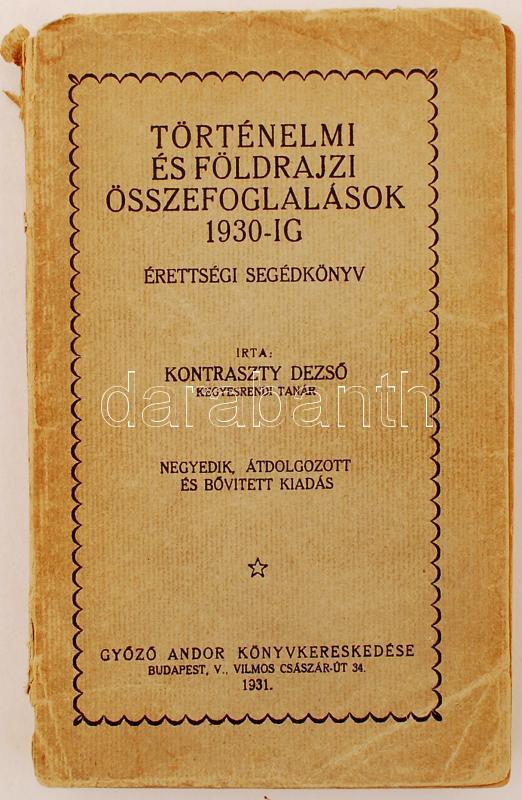 TÖRTÉNELMI
ÉS FÖLDRAJZI
ÖSSZEFOGLALÁSOK
1930-IG
ÉRETTSÉGI SEGÉDKÖNYV
IRTA:
KONTRASZTY DEZSŐ
KEGYESRENDI TANÁR
darabanth
NEGYEDIK, ÁTDOLGOZOTT
ÉS BŐVITETT KIADÁS
GYŐZŐ ANDOR KÖNYVKERESKEDÉSE
BUDAPEST, V., VILMOS CSÁSZÁR-ÚT 34.
1931.